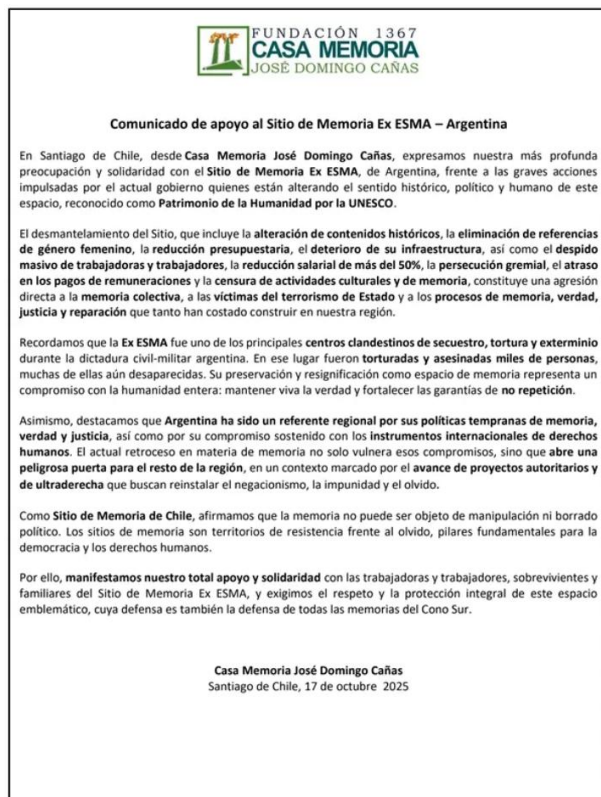 FUNDACIÓN 1367
CASA MEMORIA
JOSÉ DOMINGO CAÑAS
Comunicado de apoyo al Sitio de Memoria Ex ESMA – Argentina
En Santiago de Chile, desde Casa Memoria José Domingo Cañas, expresamos nuestra más profunda
preocupación y solidaridad con el Sitio de Memoria Ex ESMA, de Argentina, frente a las graves acciones
impulsadas por el actual gobierno quienes están alterando el sentido histórico, político y humano de este
espacio, reconocido como Patrimonio de la Humanidad por la UNESCO.
El desmantelamiento del Sitio, que incluye la alteración de contenidos históricos, la eliminación de referencias
de género femenino, la reducción presupuestaria, el deterioro de su infraestructura, así como el despido
masivo de trabajadoras y trabajadores, la reducción salarial de más del 50%, la persecución gremial, el atraso
en los pagos de remuneraciones y la censura de actividades culturales y de memoria, constituye una agresión
directa a la memoria colectiva, a las víctimas del terrorismo de Estado y a los procesos de memoria, verdad,
justicia y reparación que tanto han costado construir en nuestra región.
Recordamos que la Ex ESMA fue uno de los principales centros clandestinos de secuestro, tortura y exterminio
durante la dictadura civil-militar argentina. En ese lugar fueron torturadas y asesinadas miles de personas,
muchas de ellas aún desaparecidas. Su preservación y resignificación como espacio de memoria representa un
compromiso con la humanidad entera: mantener viva la verdad y fortalecer las garantías de no repetición.
Asimismo, destacamos que Argentina ha sido un referente regional por sus políticas tempranas de memoria,
verdad y justicia, así como por su compromiso sostenido con los instrumentos internacionales de derechos
humanos. El actual retroceso en materia de memoria no solo vulnera esos compromisos, sino que abre una
peligrosa puerta para el resto de la región, en un contexto marcado por el avance de proyectos autoritarios y
de ultraderecha que buscan reinstalar el negacionismo, la impunidad y el olvido.
Como Sitio de Memoria de Chile, afirmamos que la memoria no puede ser objeto de manipulación ni borrado
político. Los sitios de memoria son territorios de resistencia frente al olvido, pilares fundamentales para la
democracia y los derechos humanos.
Por ello, manifestamos nuestro total apoyo y solidaridad con las trabajadoras y trabajadores, sobrevivientes y
familiares del Sitio de Memoria Ex ESMA, y exigimos el respeto y la protección integral de este espacio
emblemático, cuya defensa es también la defensa de todas las memorias del Cono Sur.
Casa Memoria José Domingo Cañas
Santiago de Chile, 17 de octubre 2025